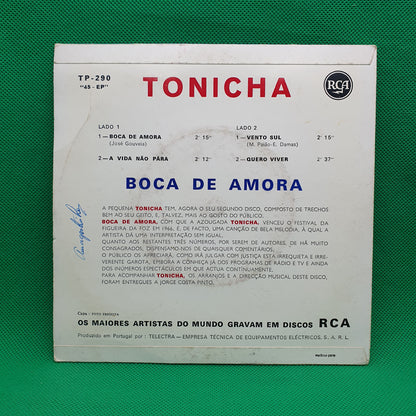 TP-290
"45 - EP"
TONICHA
RCA
LADO 1
1—BOCA DE AMORA 2' 15"
(José Gouveia)
2—A VIDA NÃO PÁRA 2' 12"
LADO 2
1—VENTO SUL 2' 15"
(M. Paião-E. Damas)
2—QUERO VIVER 2' 37"
BOCA DE AMORA
A PEQUENA TONICHA TEM, AGORA O SEU SEGUNDO DISCO, COMPOSTO DE TRECHOS
BEM AO SEU GEITO, E, TALVEZ, MAIS AO GOSTO DO PÚBLICO.
BOCA DE AMORA, COM QUE A AZOUGADA TONICHA, VENCEU O FESTIVAL DA
FIGUEIRA DA FOZ EM 1966, É, DE FACTO, UMA CANÇÃO DE BELA MELODIA, À QUAL A
ARTISTA DÁ UMA INTERPRETAÇÃO SEM IGUAL.
QUANTO AOS RESTANTES TRÊS NÚMEROS, POR SEREM DE AUTORES, DE HÁ MUITO
CONSAGRADOS, DISPENSAMO-NOS DE QUAISQUER COMENTÁRIOS.
O PÚBLICO OS APRECIARÁ, COMO HÁ JULGAR COM JUSTIÇA ESTA IRREQUIETA E IRRE-
VERENTE GAROTA, EMBORA A CONHEÇA JÁ DOS PROGRAMAS DE RÁDIO E TV E AINDA
DOS INÚMEROS ESPECTÁCULOS EM QUE ACTUA CONTINUAMENTE.
PARA ACOMPANHAR TONICHA, OS ARRANJOS E A DIRECÇÃO MUSICAL DESTE DISCO,
FORAM ENTREGUES A JORGE COSTA PINTO.
Capa:
OS MAIORES ARTISTAS DO MUNDO GRAVAM EM DISCOS RCA
Produzido em Portugal por: TELECTRA—EMPRESA TÉCNICA DE EQUIPAMENTOS ELÉCTRICOS, S. A. R. L.